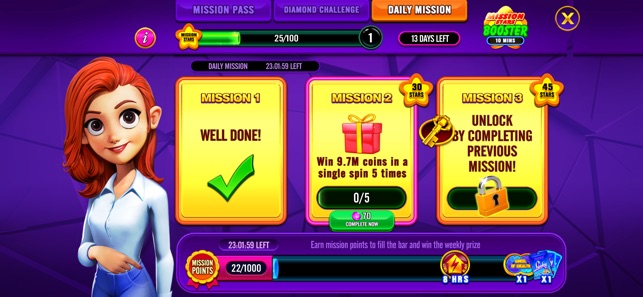 MISSION PASS
DIAMOND CHALLENGE
DAILY MISSION
i
MISSION STARS
25/100
1
13 DAYS LEFT
MISSION STARS
BOOSTER
10 MINS
X
DAILY MISSION 23:01:59 LEFT
MISSION 1
WELL DONE!
MISSION 2
30
STARS
Win 9.7M coins in a
single spin 5 times
0/5
70
COMPLETE NOW
MISSION 3
45
STARS
UNLOCK
BY COMPLETING
PREVIOUS
MISSION!
23:01:59 LEFT
Earn mission points to fill the bar and win the weekly prize
MISSION
POINTS
22/1000
8 HRS
X1
X1